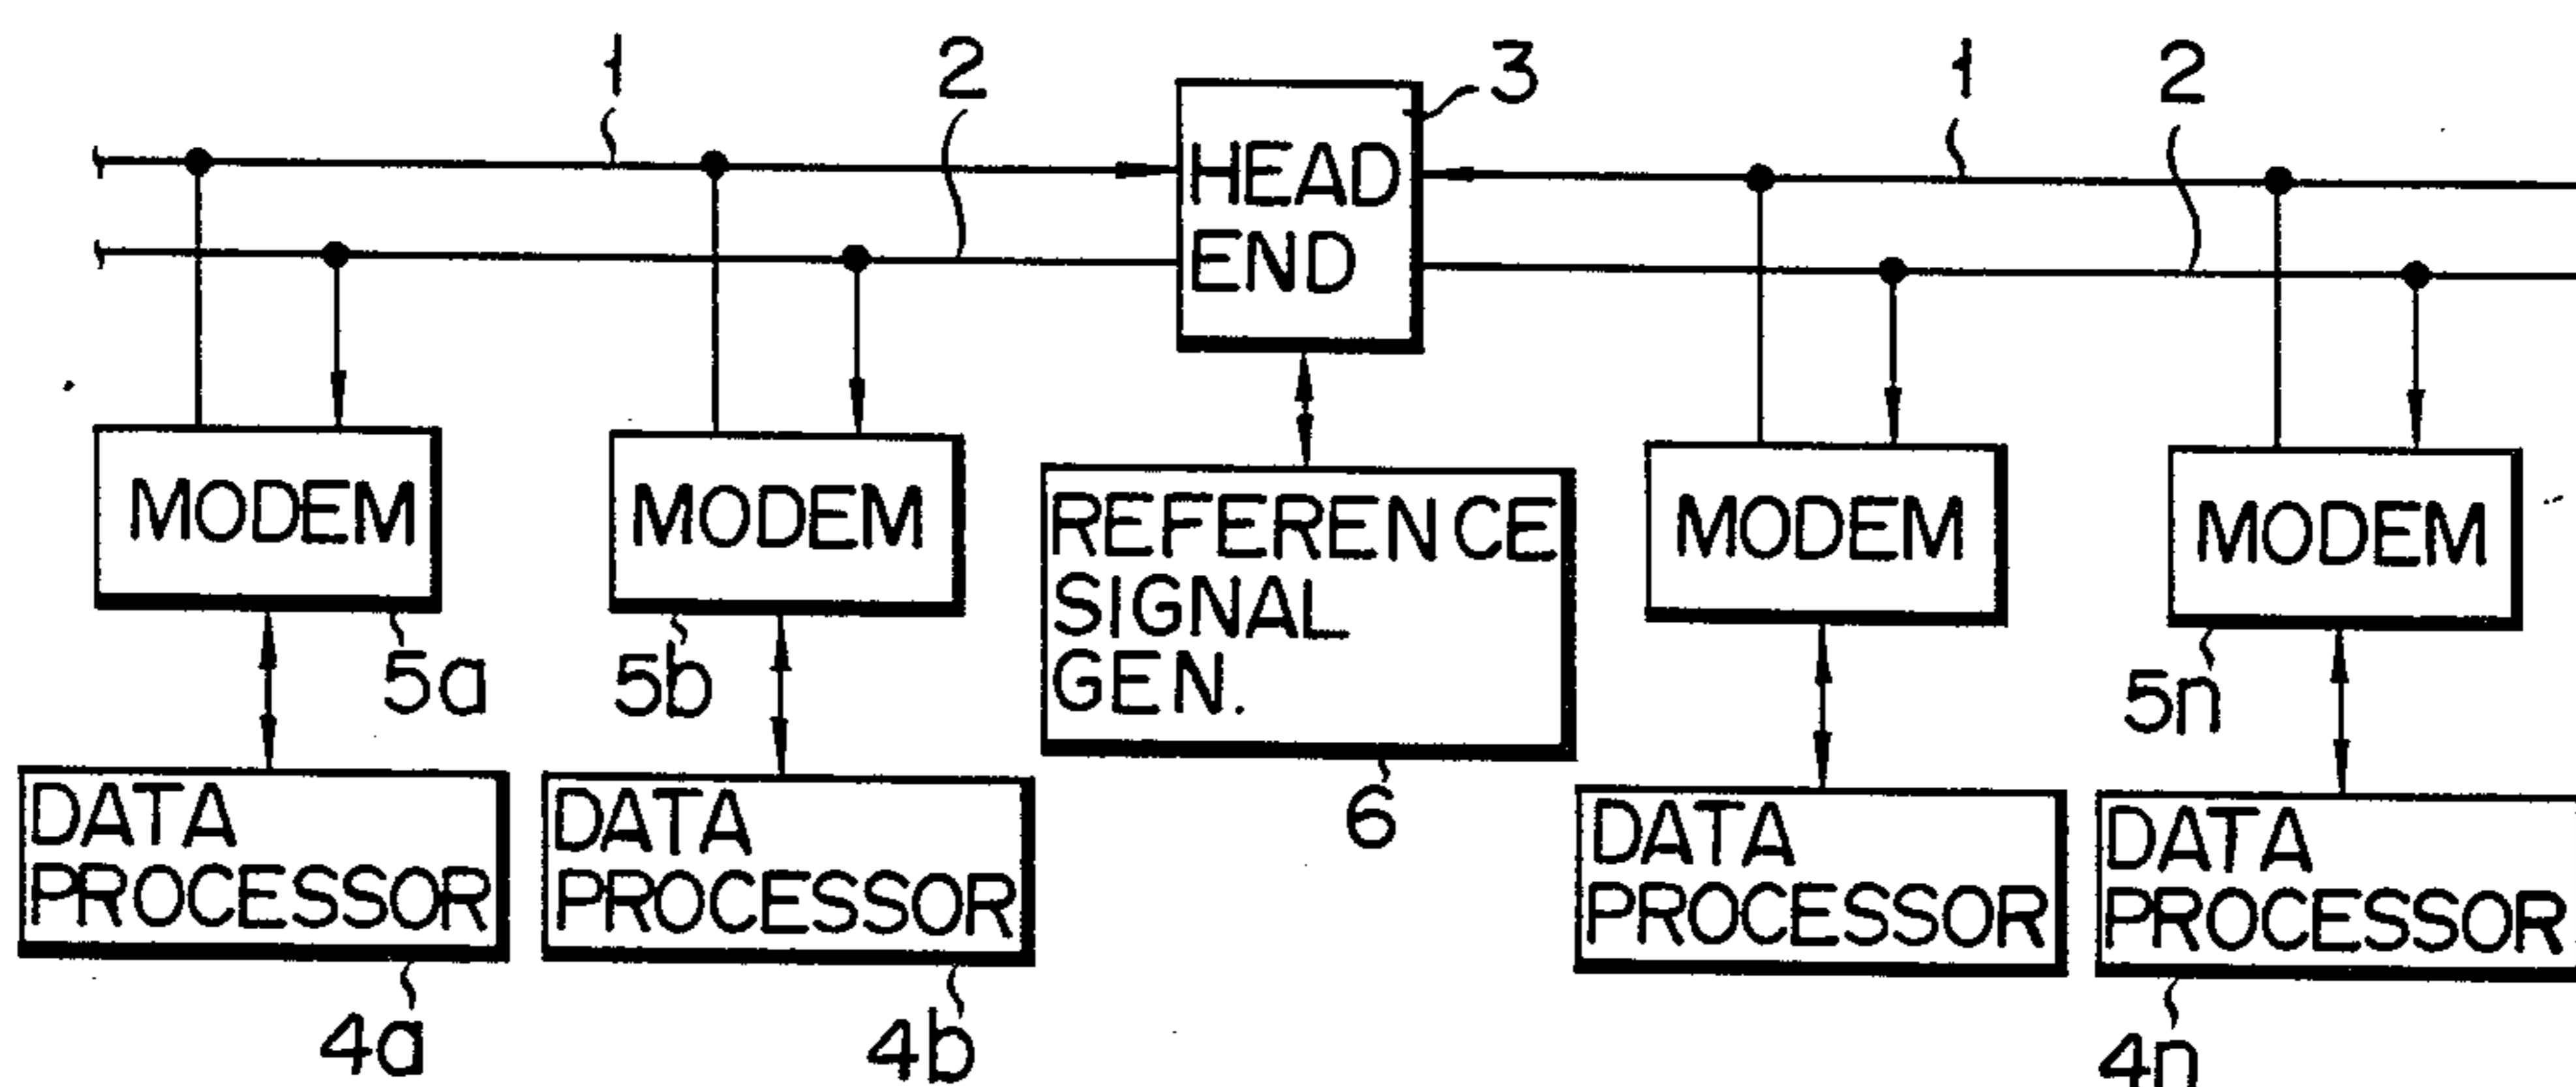 1
2
3
1
2
HEAD
END
MODEM
MODEM
REFERENCE
SIGNAL
GEN.
MODEM
MODEM
5a
5b
6
5n
DATA
PROCESSOR
DATA
PROCESSOR
DATA
PROCESSOR
DATA
PROCESSOR
4a
4b
4n